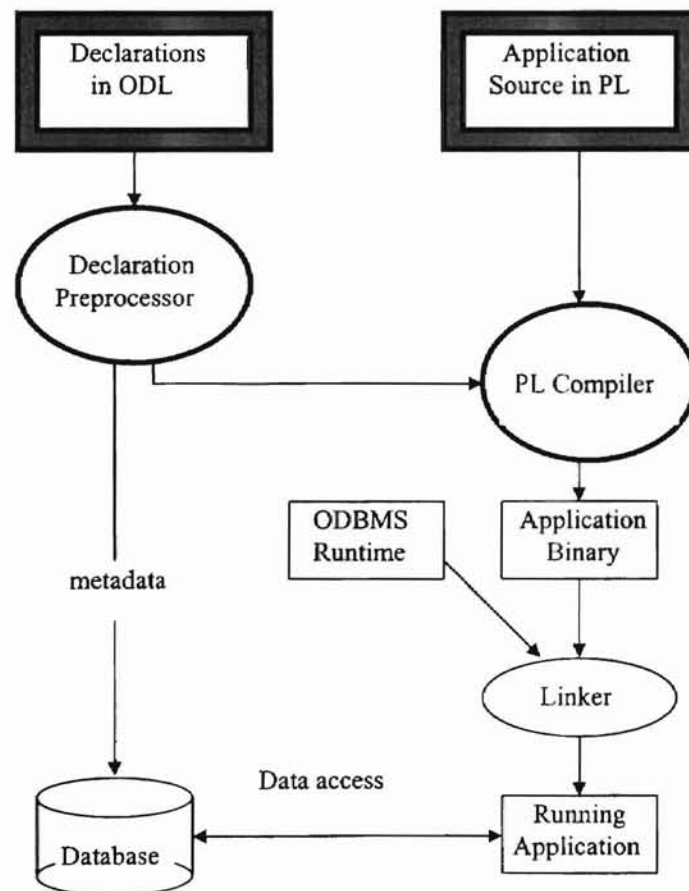 Declarations
in ODL
Application
Source in PL
Declaration
Preprocessor
PL Compiler
ODBMS
Runtime
Application
Binary
metadata
Linker
Data access
Database
Running
Application